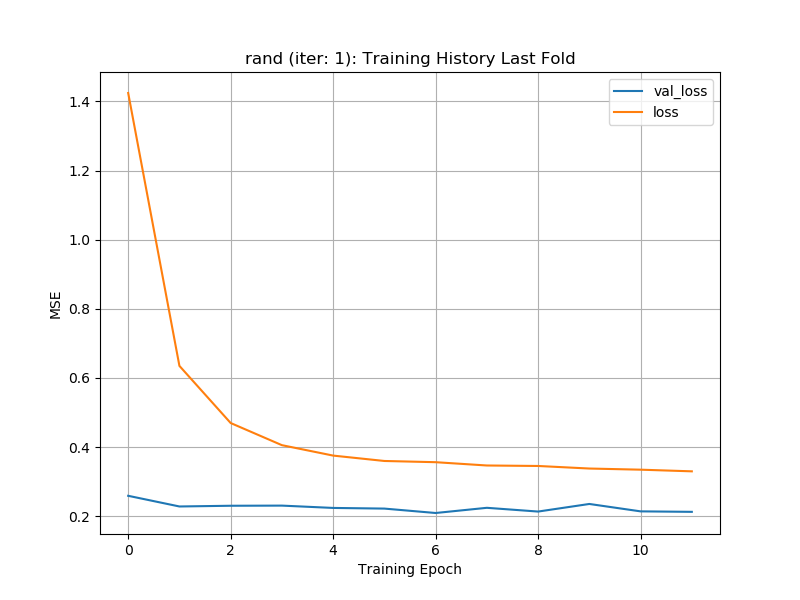 rand (iter: 1): Training History Last Fold
val_loss
loss
MSE
1.4
1.2
1.0
0.8
0.6
0.4
0.2
0 2 4 6 8 10
Training Epoch